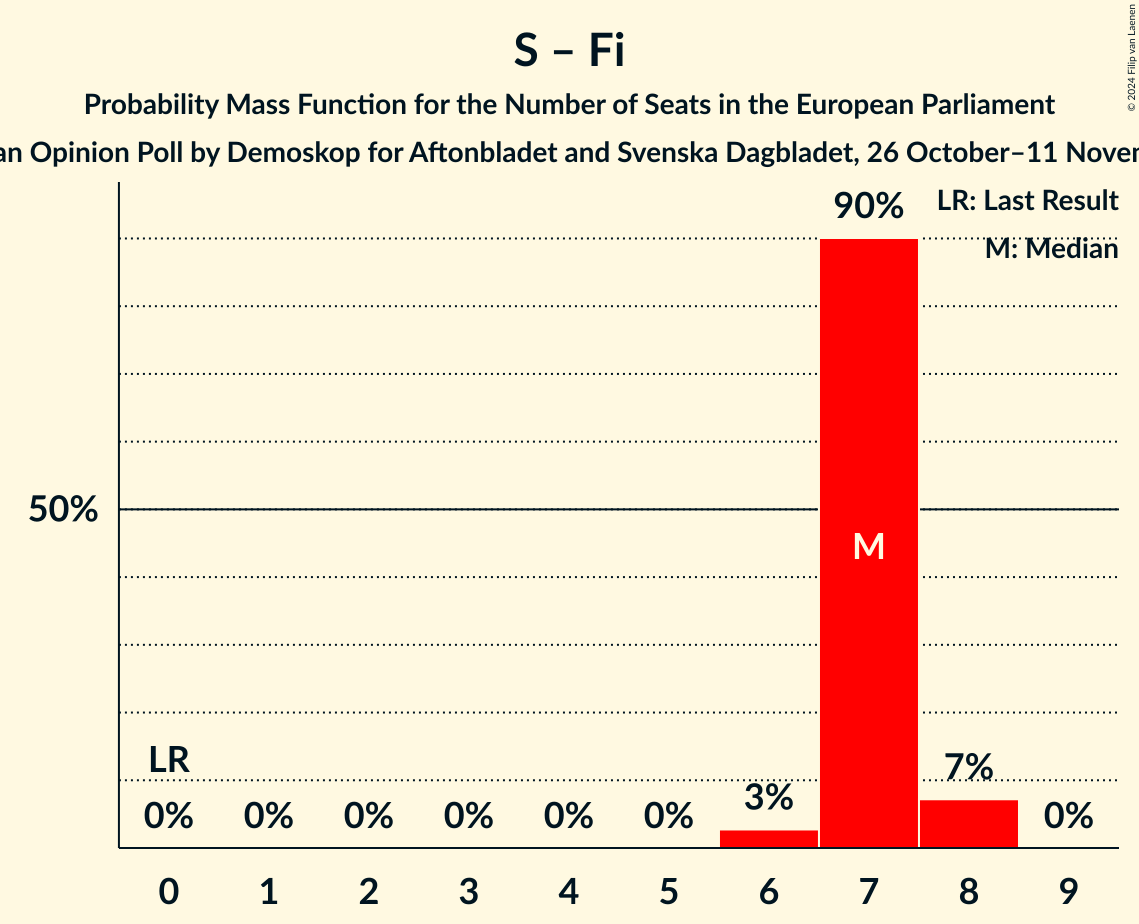 S – Fi
Probability Mass Function for the Number of Seats in the European Parliament
an Opinion Poll by Demoskop for Aftonbladet and Svenska Dagbladet, 26 October–11
© 2024 Filip van Laenen
LR: Last Result
M: Median
90%
50%
M
LR
0% 0% 0% 0% 0% 0% 3% 7% 0%
0 1 2 3 4 5 6 7 8 9